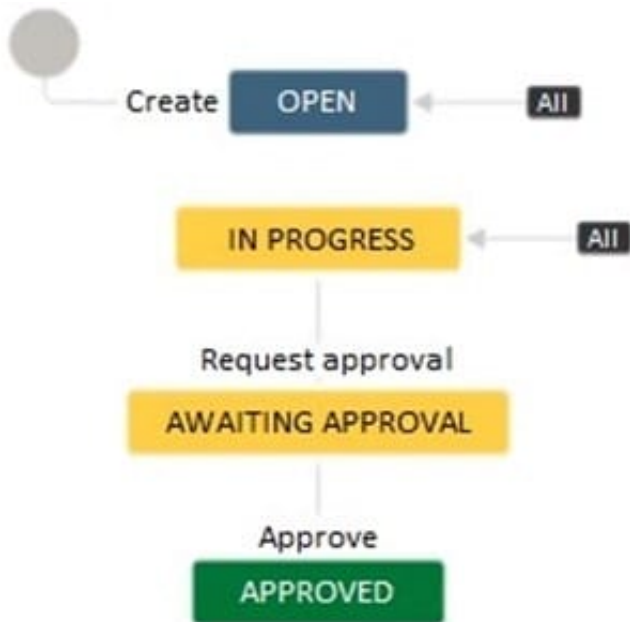 Create OPEN All
IN PROGRESS All
Request approval
AWAITING APPROVAL
Approve
APPROVED